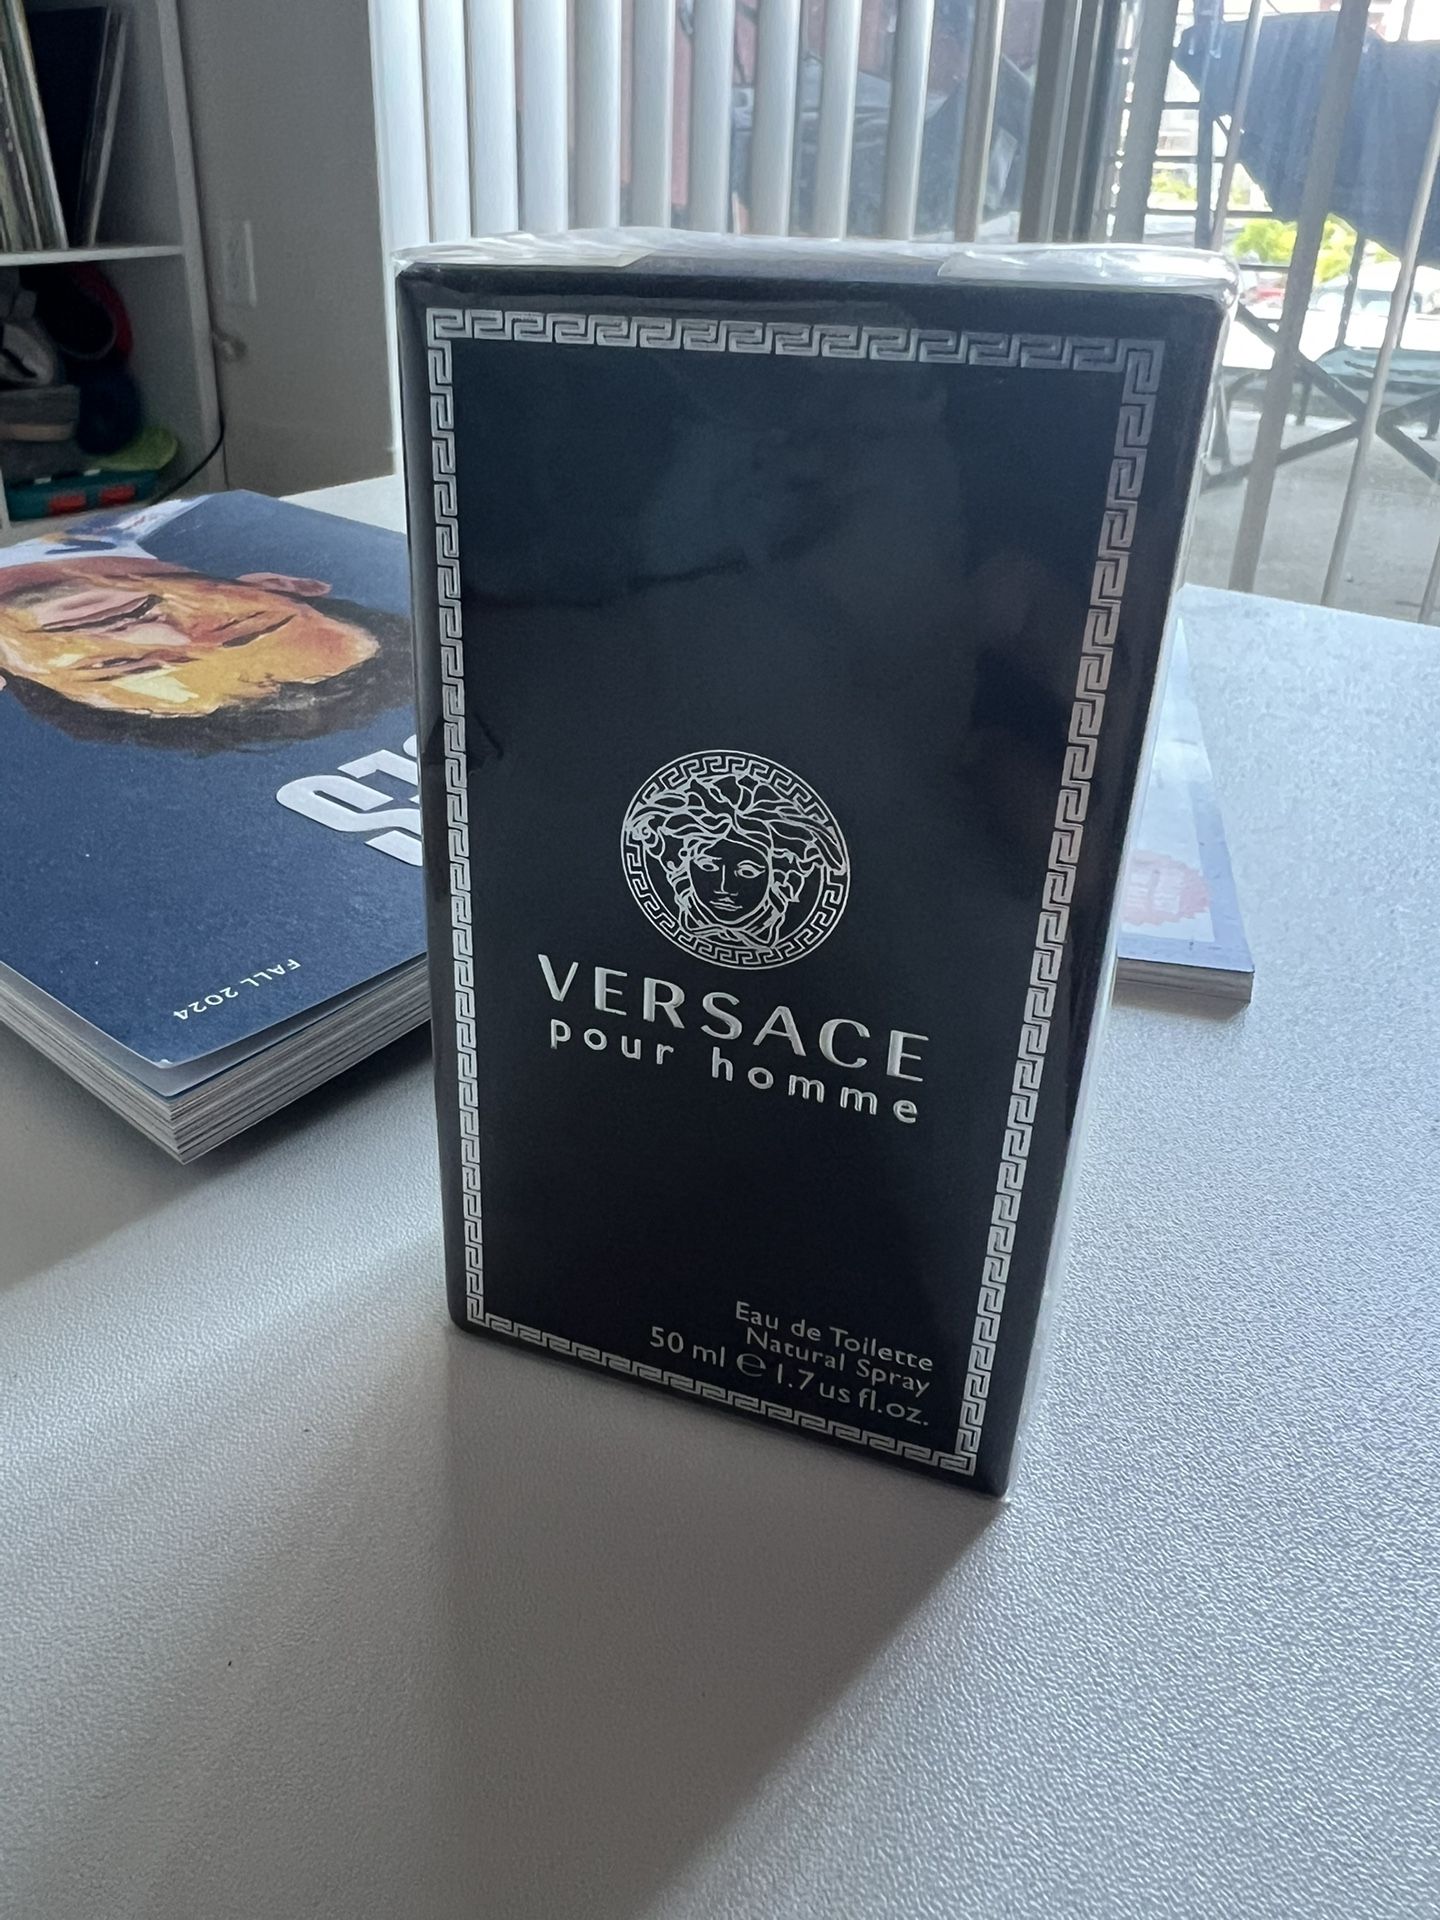 VERSACE
pour homme
Eau de Toilette
Natural Spray
50 ml ℮ 1.7 us fl.oz.
FALL 2024